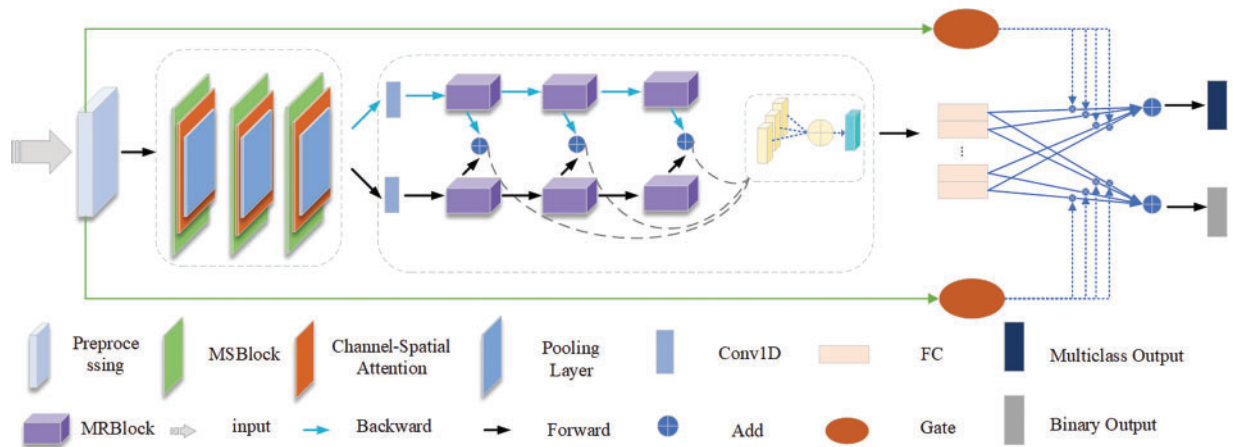 Preproce
ssing
MSBlock
Channel-Spatial
Attention
Pooling
Layer
Conv1D
FC
Multiclass Output
MRBlock
input
Backward
Forward
Add
Gate
Binary Output